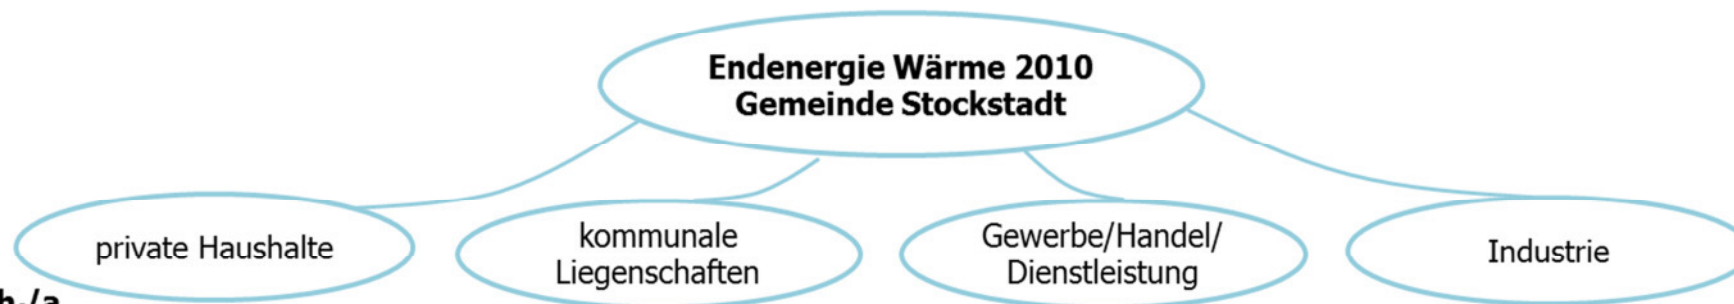 Endenergie Wärme 2010
Gemeinde Stockstadt
private Haushalte
kommunale
Liegenschaften
Gewerbe/Handel/
Dienstleistung
Industrie